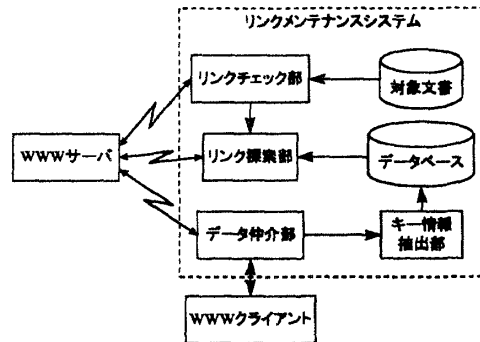 リンクメンテナンスシステム
リンクチェック部
対象文書
WWWサーバ
リンク探索部
データベース
データ仲介部
キー情報
抽出部
WWWクライアント